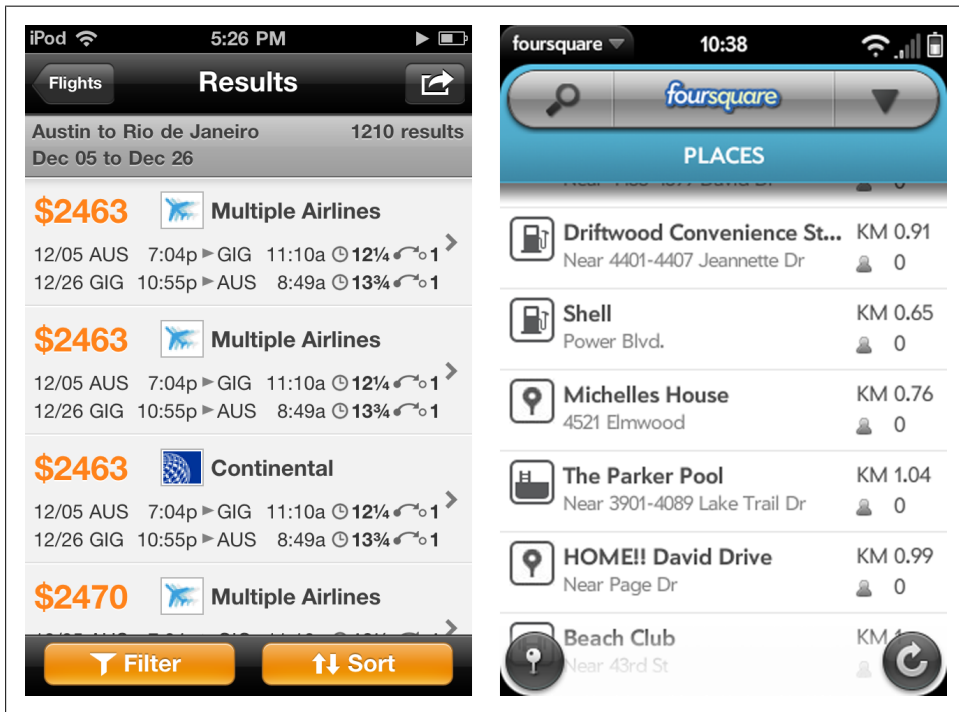 iPod 5:26 PM
Flights Results
Austin to Rio de Janeiro 1210 results
Dec 05 to Dec 26
$2463 Multiple Airlines
12/05 AUS 7:04p GIG 11:10a 12¼ 1
12/26 GIG 10:55p AUS 8:49a 13¾ 1
$2463 Multiple Airlines
12/05 AUS 7:04p GIG 11:10a 12¼ 1
12/26 GIG 10:55p AUS 8:49a 13¾ 1
$2463 Continental
12/05 AUS 7:04p GIG 11:10a 12¼ 1
12/26 GIG 10:55p AUS 8:49a 13¾ 1
$2470 Multiple Airlines
Filter Sort
foursquare 10:38
foursquare
PLACES
Driftwood Convenience St... KM 0.91
Near 4401-4407 Jeannette Dr 0
Shell KM 0.65
Power Blvd. 0
Michelles House KM 0.76
4521 Elmwood 0
The Parker Pool KM 1.04
Near 3901-4089 Lake Trail Dr 0
HOME!! David Drive KM 0.99
Near Page Dr 0
Beach Club KM
Near 43rd St